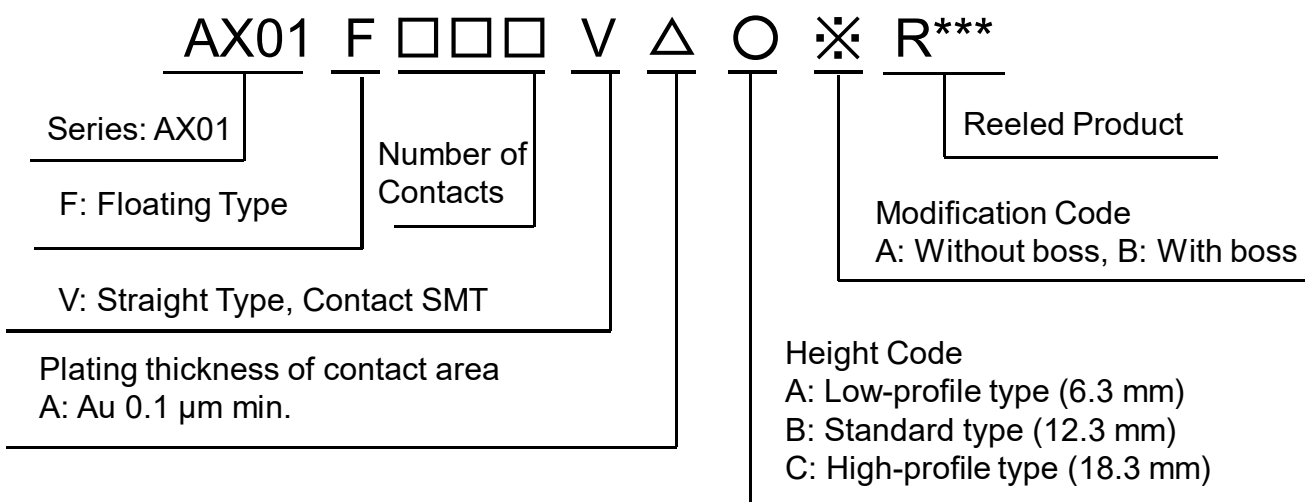 AX01 F □□□ V △ ○ ※ R***
Series: AX01
Reeled Product
Number of
Contacts
F: Floating Type
Modification Code
A: Without boss, B: With boss
V: Straight Type, Contact SMT
Plating thickness of contact area
A: Au 0.1 µm min.
Height Code
A: Low-profile type (6.3 mm)
B: Standard type (12.3 mm)
C: High-profile type (18.3 mm)